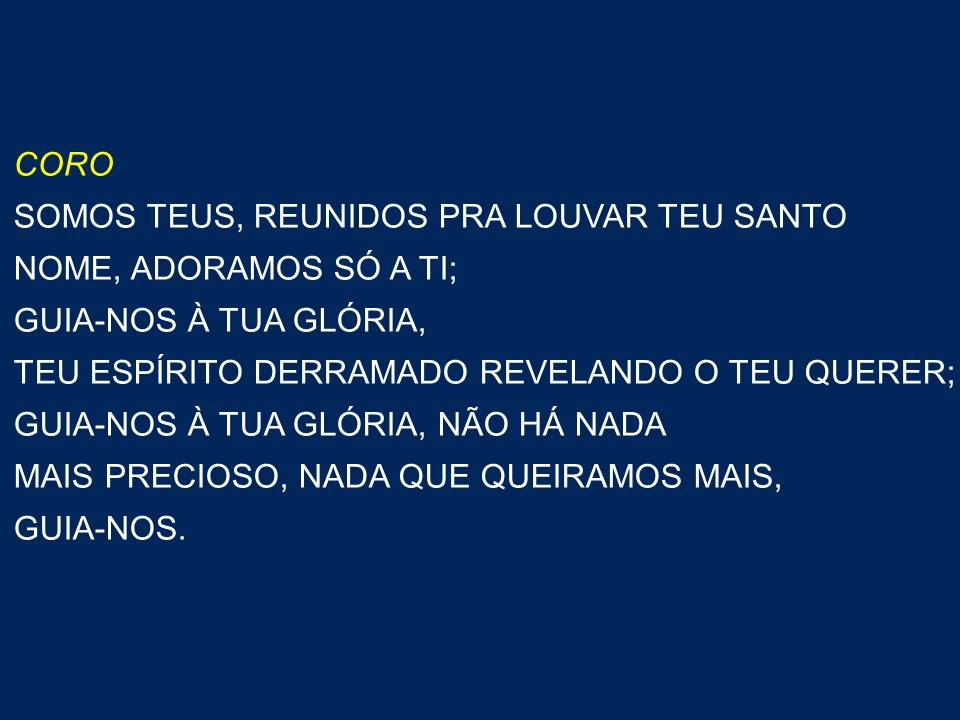 CORO
SOMOS TEUS, REUNIDOS PRA LOUVAR TEU SANTO
NOME, ADORAMOS SÓ A TI;
GUIA-NOS À TUA GLÓRIA,
TEU ESPÍRITO DERRAMADO REVELANDO O TEU QUERER;
GUIA-NOS À TUA GLÓRIA, NÃO HÁ NADA
MAIS PRECIOSO, NADA QUE QUEIRAMOS MAIS,
GUIA-NOS.